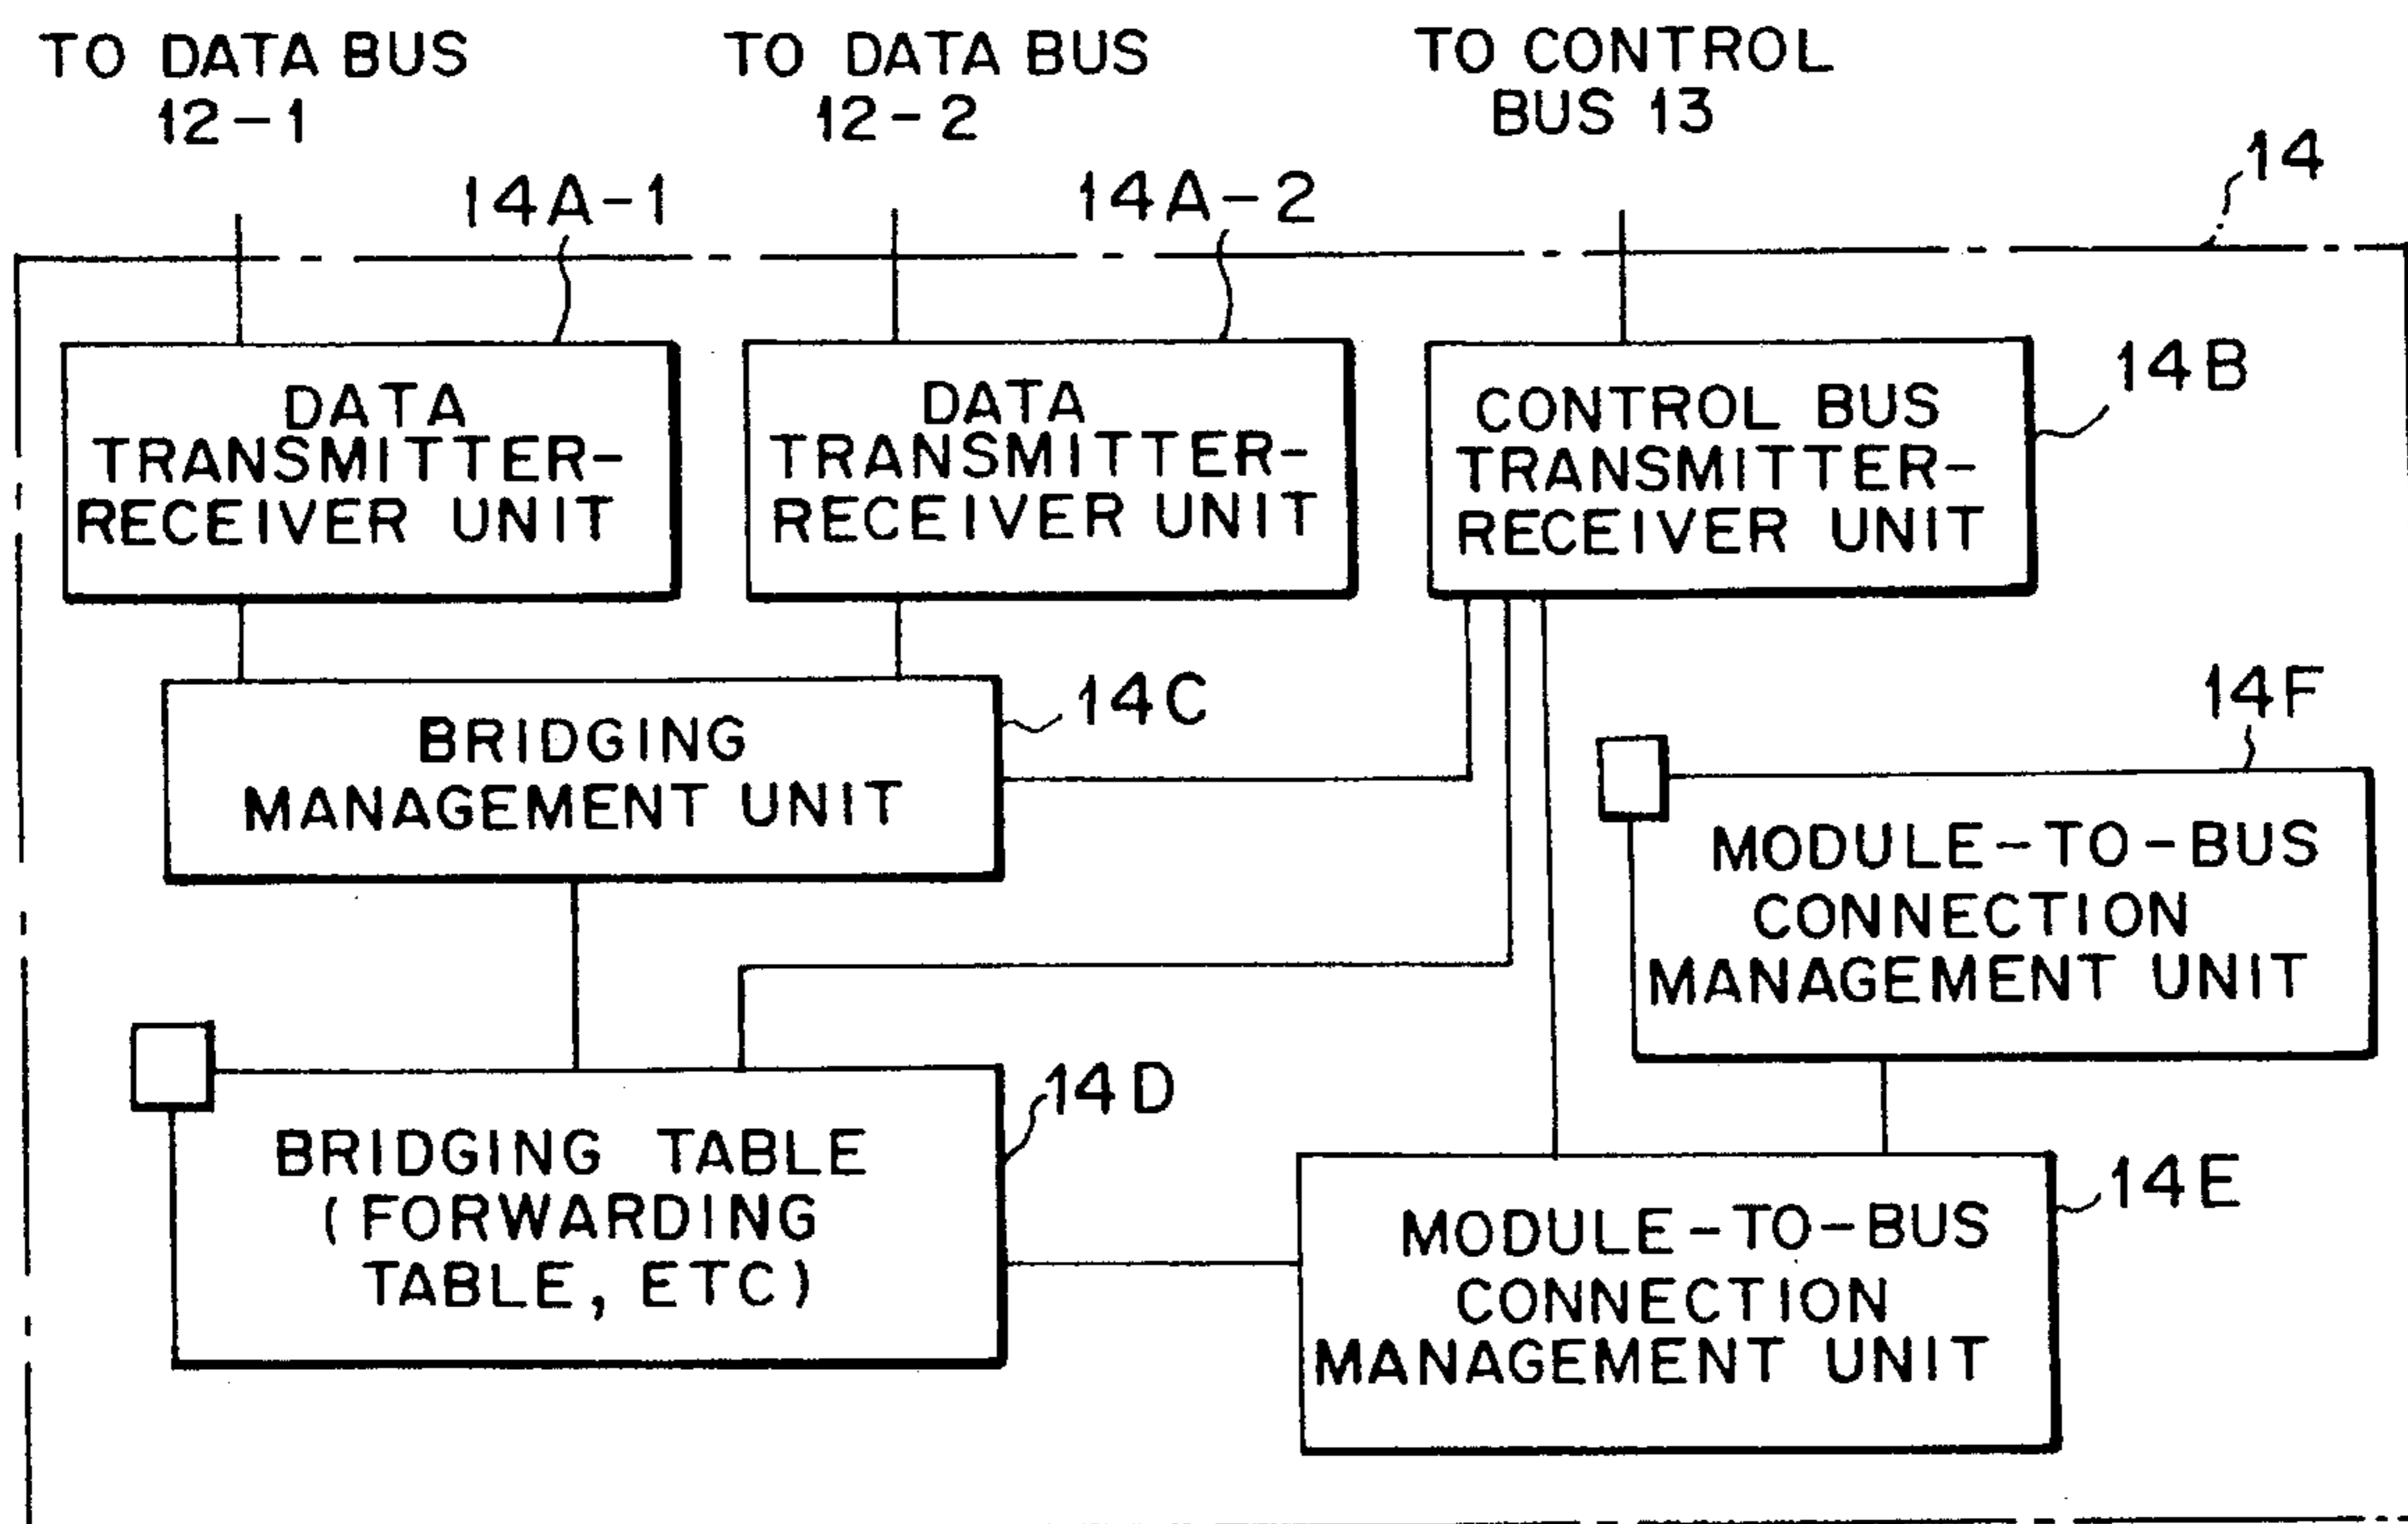 TO DATA BUS
12-1
TO DATA BUS
12-2
TO CONTROL
BUS 13
14
14A-1
14A-2
DATA
TRANSMITTER-
RECEIVER UNIT
DATA
TRANSMITTER-
RECEIVER UNIT
CONTROL BUS
TRANSMITTER-
RECEIVER UNIT
14B
BRIDGING
MANAGEMENT UNIT
14C
14F
MODULE-TO-BUS
CONNECTION
MANAGEMENT UNIT
BRIDGING TABLE
(FORWARDING
TABLE, ETC)
14D
MODULE-TO-BUS
CONNECTION
MANAGEMENT UNIT
14E